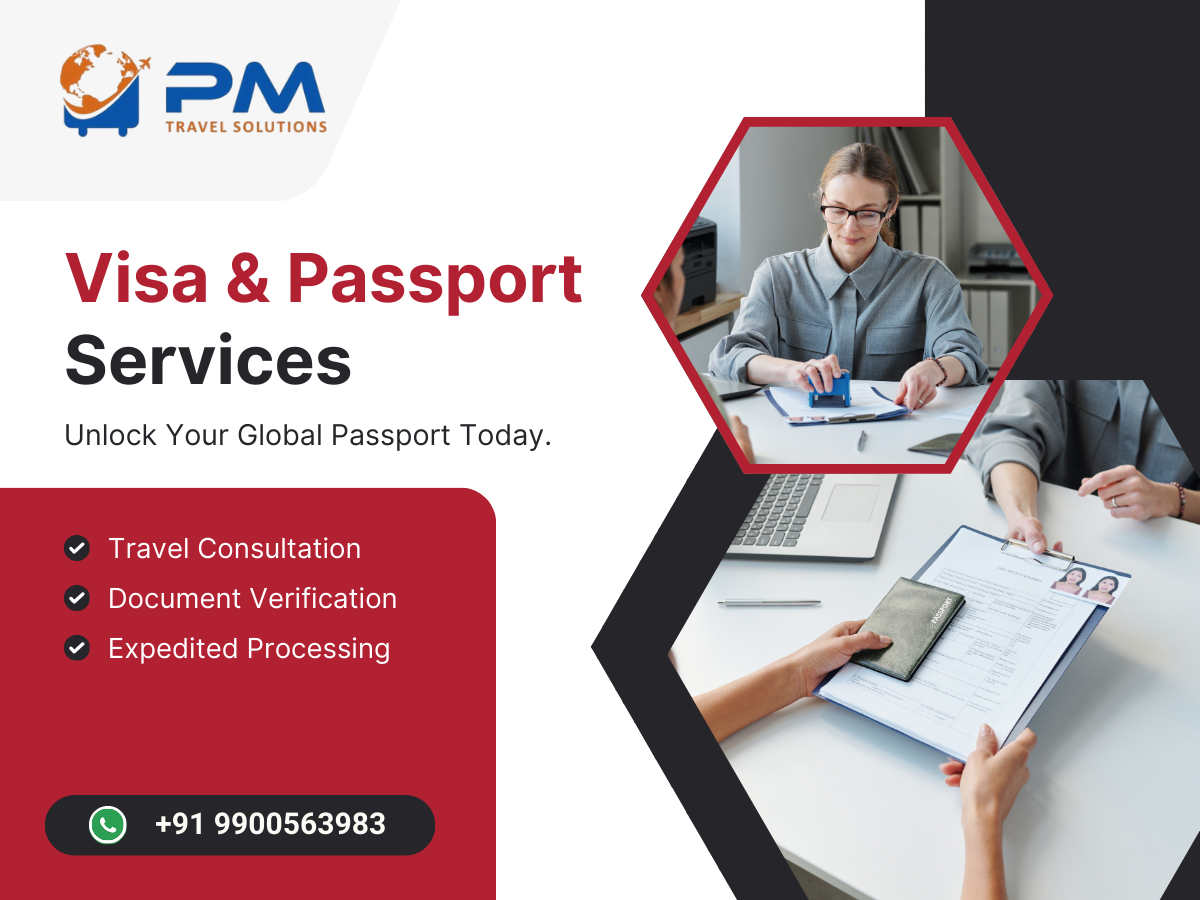 PM
TRAVEL SOLUTIONS
Visa & Passport
Services
Unlock Your Global Passport Today.
Travel Consultation
Document Verification
Expedited Processing
+91 9900563983
PASSPORT